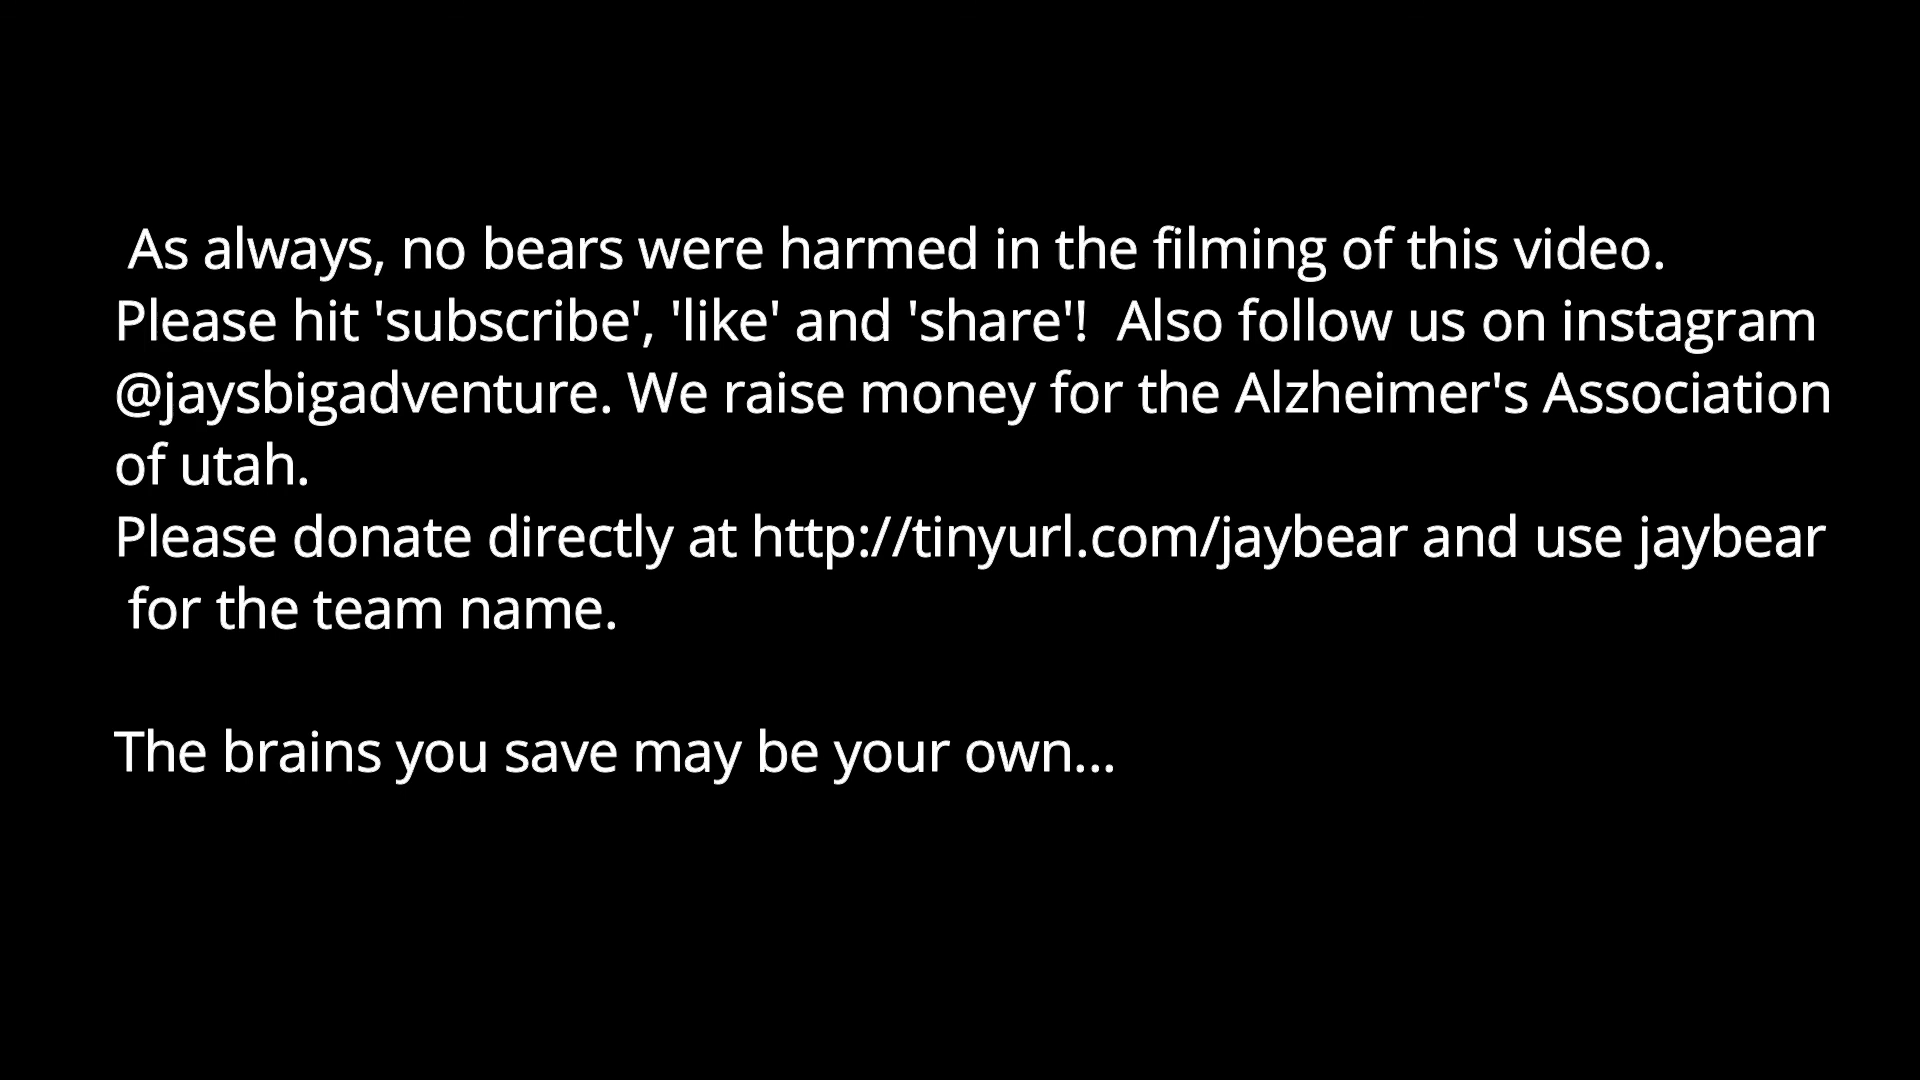 As always, no bears were harmed in the filming of this video.
Please hit 'subscribe', 'like' and 'share'!  Also follow us on instagram
@jaysbigadventure. We raise money for the Alzheimer's Association
of utah.
Please donate directly at http://tinyurl.com/jaybear and use jaybear
for the team name.
The brains you save may be your own...